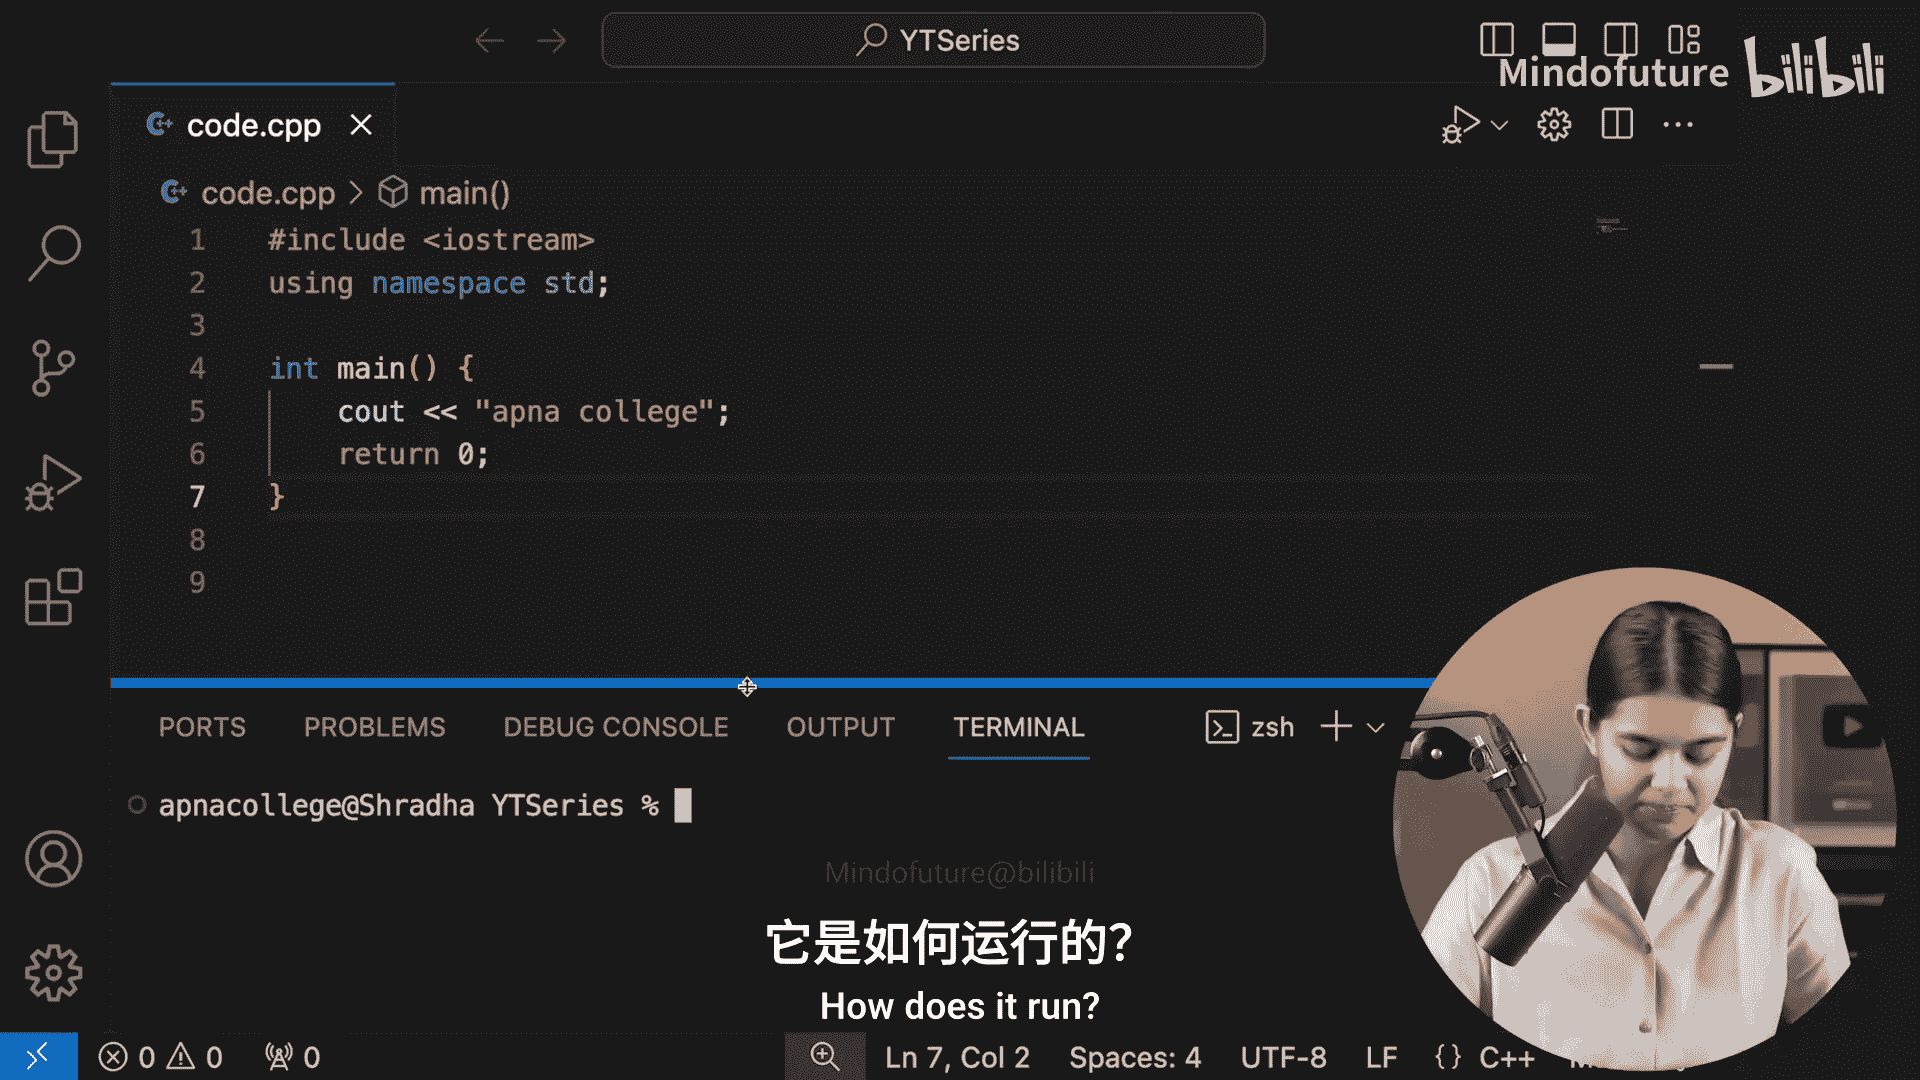 YTSeries
Mindofuture bilibili
code.cpp
code.cpp > main()
1 #include <iostream>
2 using namespace std;
3
4 int main() {
5 cout << "apna college";
6 return 0;
7 }
8
9
PORTS PROBLEMS DEBUG CONSOLE OUTPUT TERMINAL zsh
apnacollege@Shradha YTSeries %
Mindofuture@bilibili
它是如何运行的？
How does it run?
0 0 0 Ln 7, Col 2 Spaces: 4 UTF-8 LF {} C++